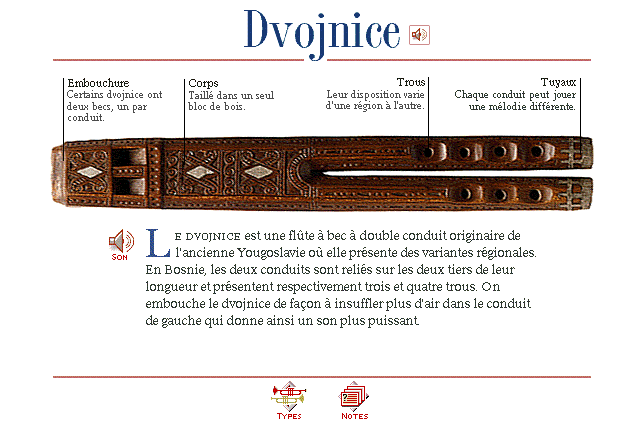 Dvojnice
Embouchure
Certains dvojnice ont
deux becs, un par
conduit.
Corps
Taillé dans un seul
bloc de bois.
Trous
Leur disposition varie
d'une région à l'autre.
Tuyaux
Chaque conduit peut jouer
une mélodie différente.
Son
Le dvojnice est une flûte à bec à double conduit originaire de
l'ancienne Yougoslavie où elle présente des variantes régionales.
En Bosnie, les deux conduits sont reliés sur les deux tiers de leur
longueur et présentent respectivement trois et quatre trous. On
embouche le dvojnice de façon à insuffler plus d'air dans le conduit
de gauche qui donne ainsi un son plus puissant.
Types
Notes